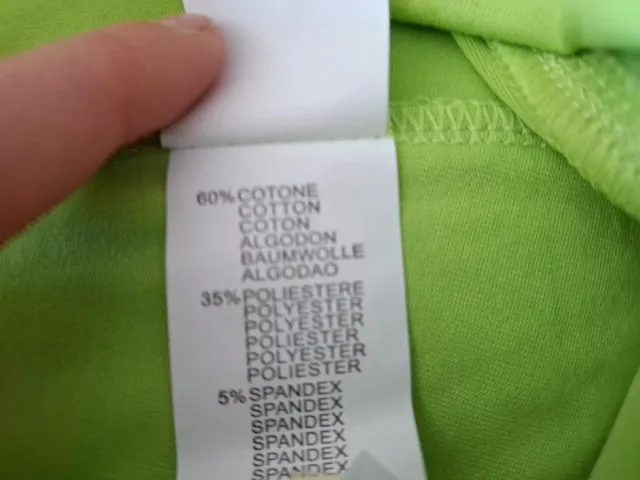 60% COTONE
COTTON
COTON
ALGODON
BAUMWOLLE
ALGODAO
35% POLIESTERE
POLYESTER
POLYESTER
POLIESTER
POLYESTER
POLIESTER
5% SPANDEX
SPANDEX
SPANDEX
SPANDEX
SPANDEX
SPANDEX